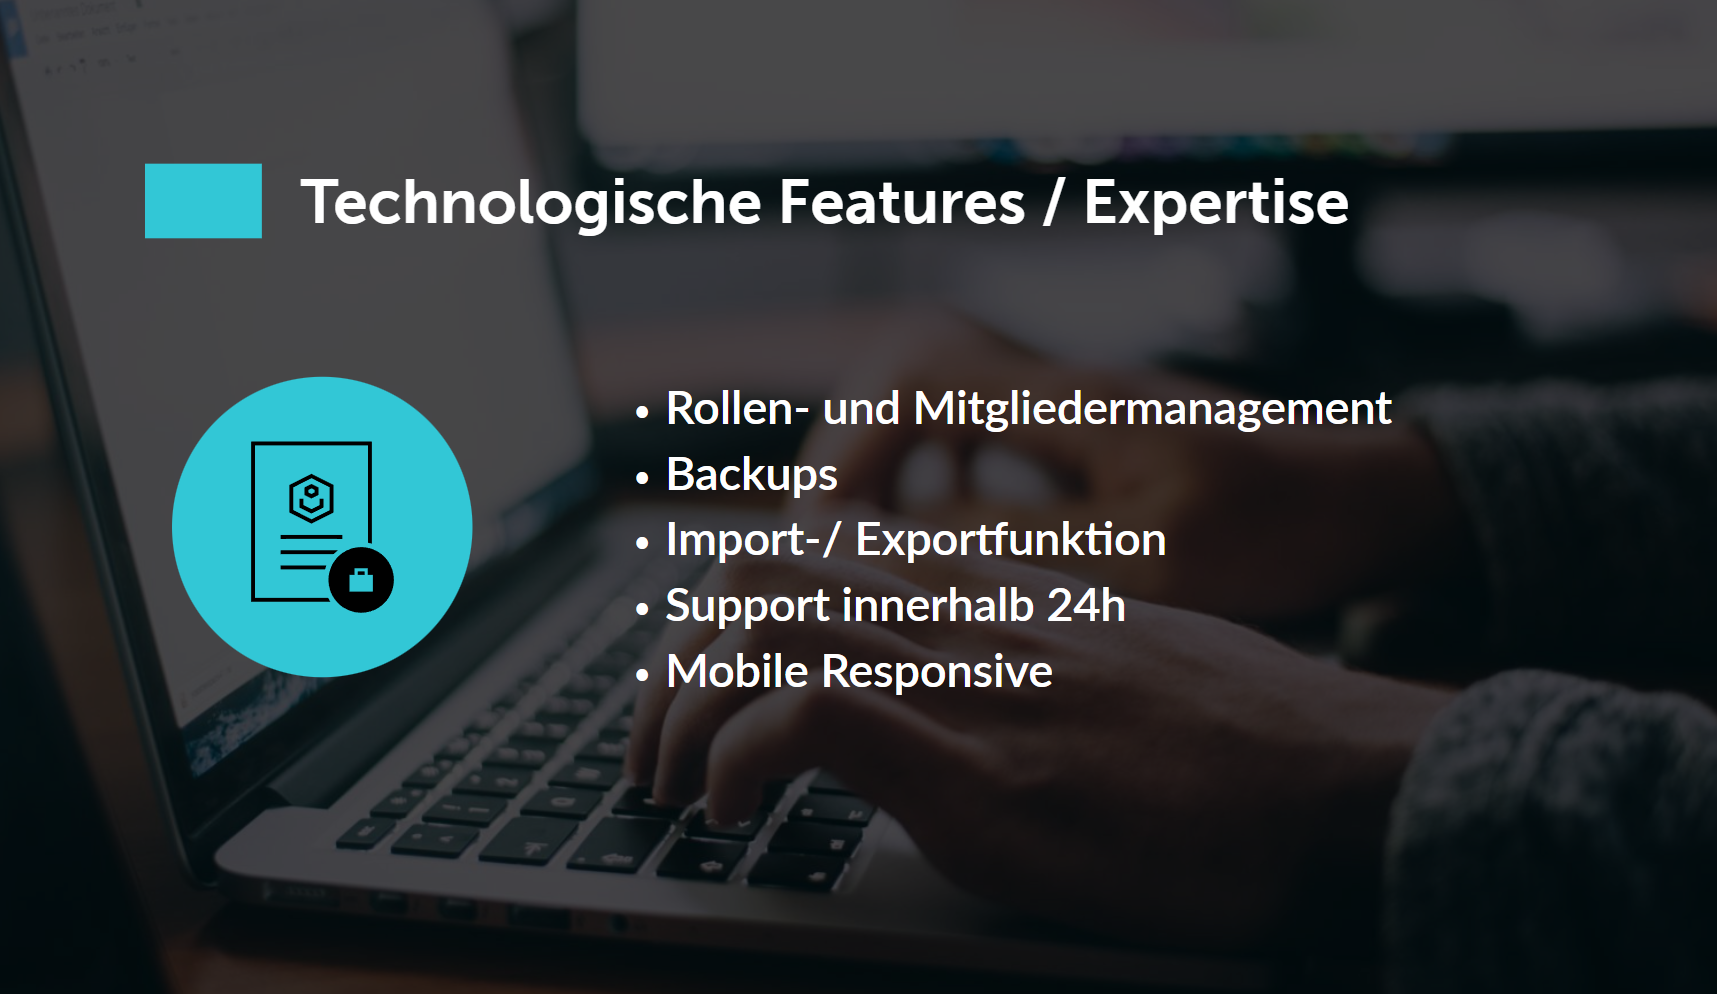 Technologische Features / Expertise
• Rollen- und Mitgliedermanagement
• Backups
• Import-/ Exportfunktion
• Support innerhalb 24h
• Mobile Responsive